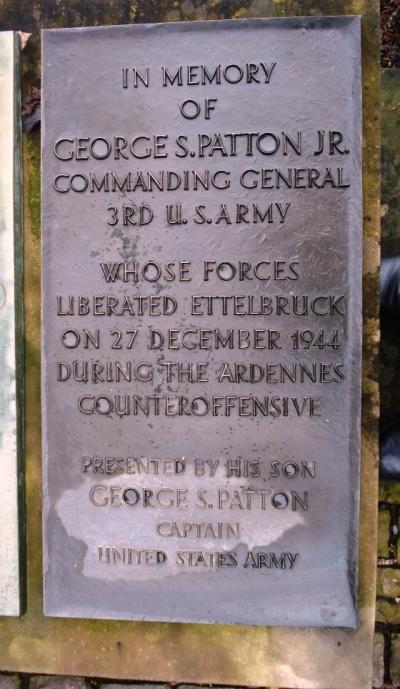 IN MEMORY
OF
GEORGE S. PATTON JR.
COMMANDING GENERAL
3RD U. S. ARMY
WHOSE FORCES
LIBERATED ETTELBRUCK
ON 27 DECEMBER 1944
DURING THE ARDENNES
COUNTEROFFENSIVE
PRESENTED BY HIS SON
GEORGE S. PATTON
CAPTAIN
UNITED STATES ARMY